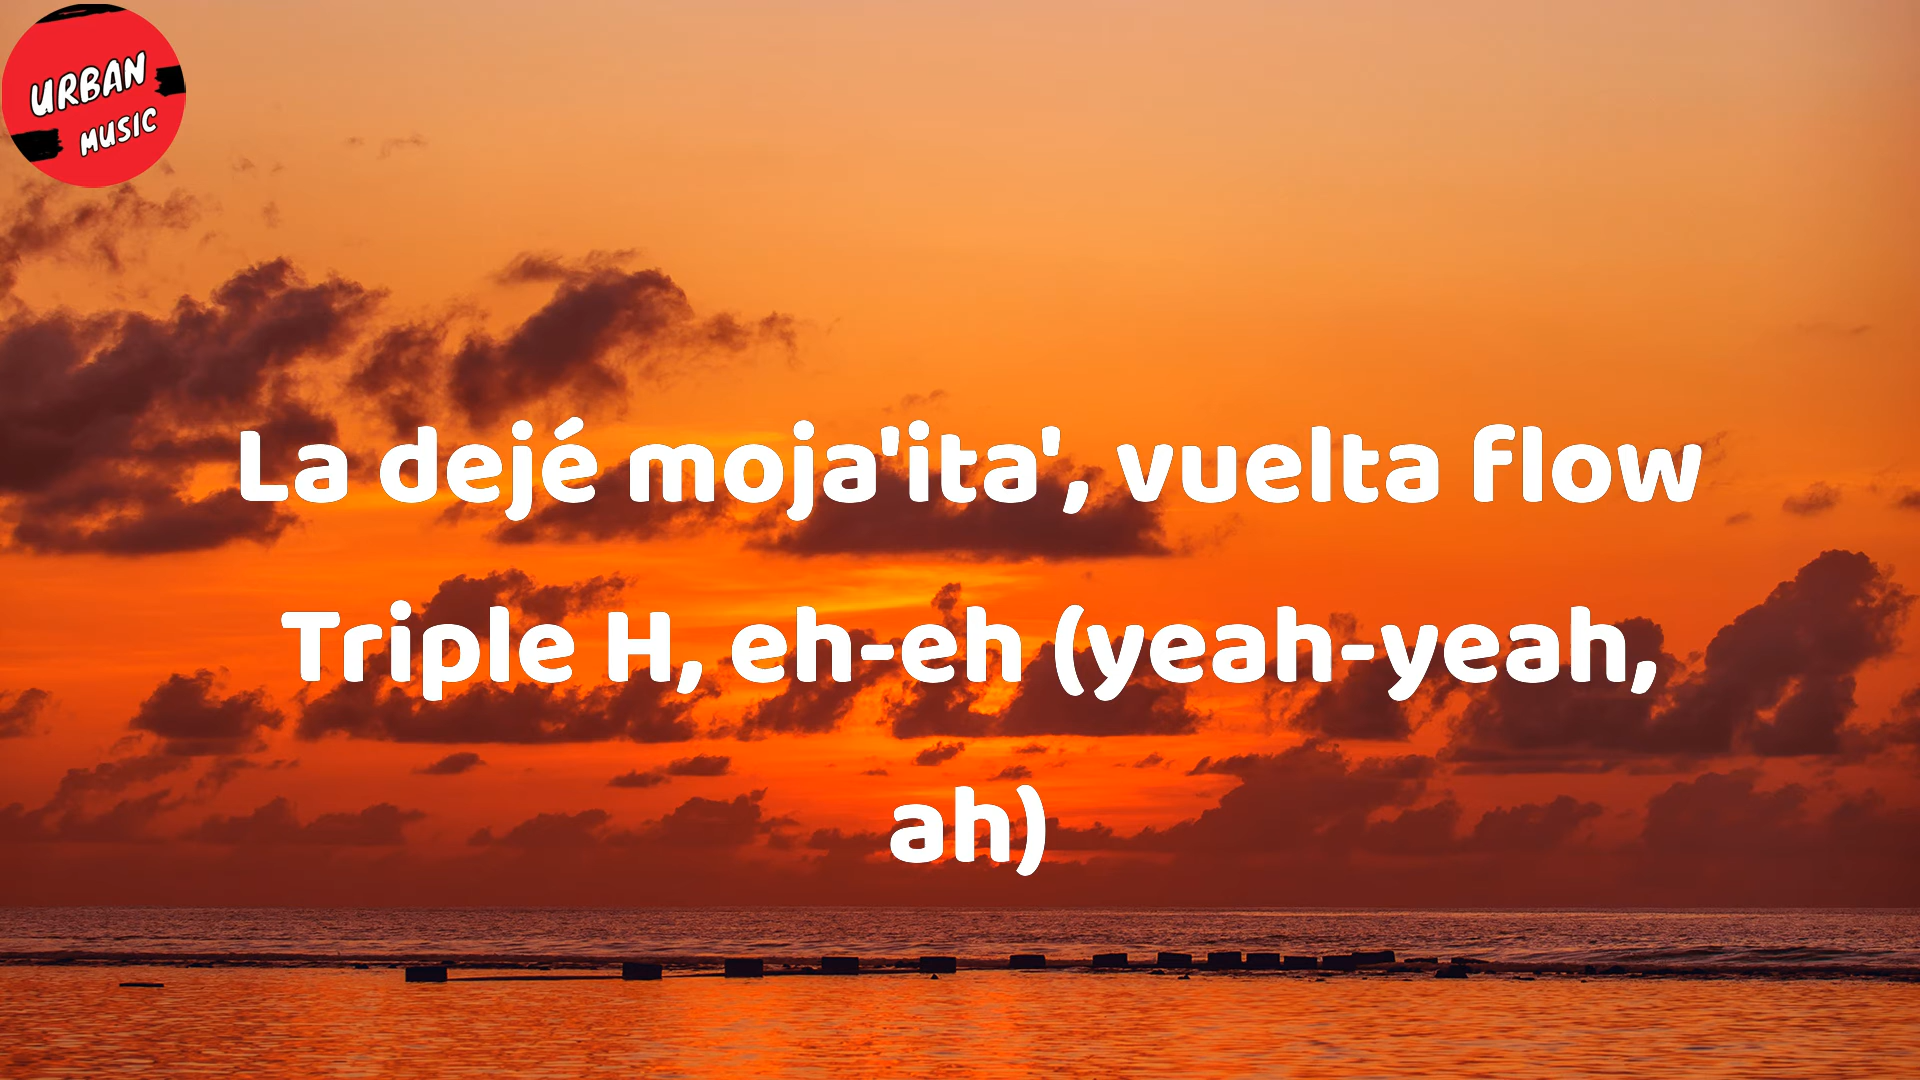 URBAN
MUSIC
La dejé moja'ita', vuelta flow
Triple H, eh-eh (yeah-yeah,
ah)